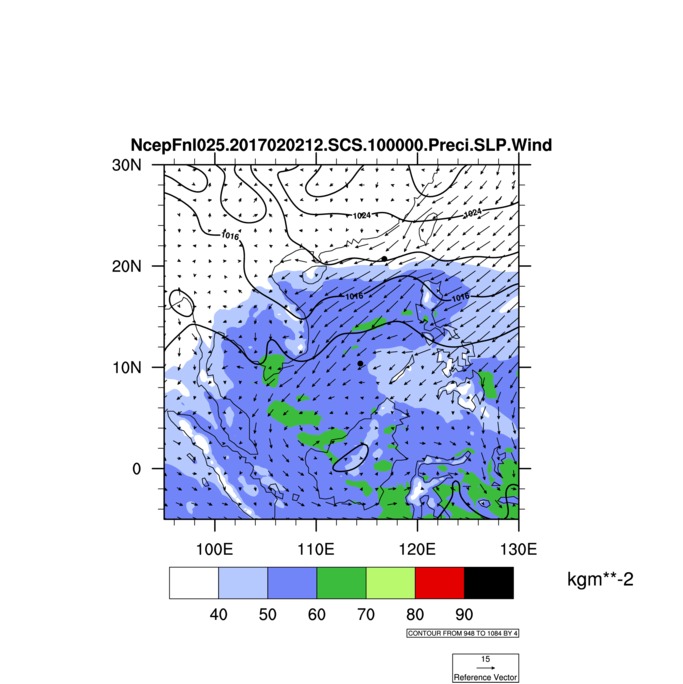 NcepFnl025.2017020212.SCS.100000.Preci.SLP.Wind
30N
1024
1024
1016
20N
1016
1016
10N
0
100E 110E 120E 130E
kgm**-2
40 50 60 70 80 90
CONTOUR FROM 948 TO 1084 BY 4
15
Reference Vector